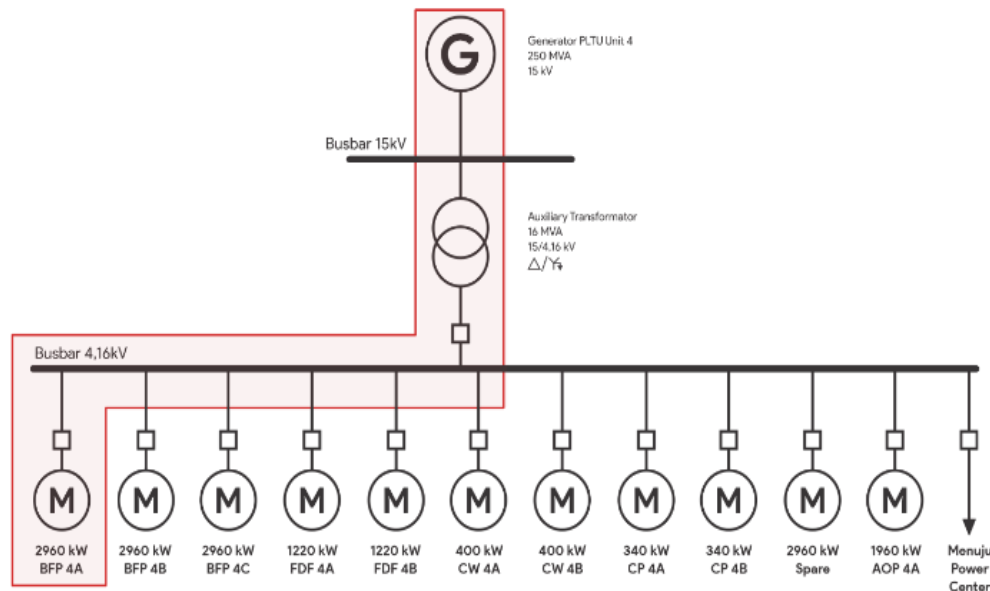 G
Generator PLTU Unit 4
250 MVA
15 kV
Busbar 15kV
Auxiliary Transformator
16 MVA
15/4,16 kV
Busbar 4,16kV
M M M M M M M M M M M
2960 kW 2960 kW 2960 kW 1220 kW 1220 kW 400 kW 400 kW 340 kW 340 kW 2960 kW 1960 kW Menuju
BFP 4A BFP 4B BFP 4C FDF 4A FDF 4B CW 4A CW 4B CP 4A CP 4B Spare AOP 4A Power
Center